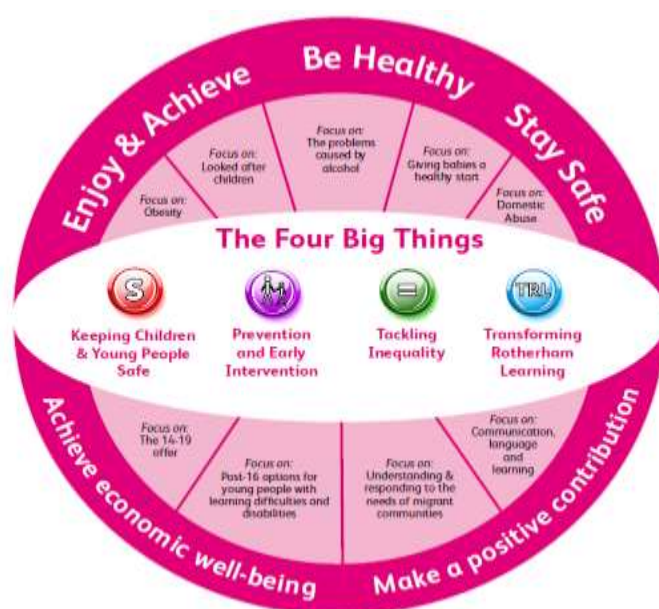 Enjoy & Achieve
Be Healthy
Stay Safe
Focus on:
Obesity
Focus on:
Looked after
children
Focus on:
The problems
caused by
alcohol
Focus on:
Giving babies a
healthy start
Focus on:
Domestic
Abuse
The Four Big Things
S
Keeping Children
& Young People
Safe
Prevention
and Early
Intervention
=
Tackling
Inequality
TRL
Transforming
Rotherham
Learning
Focus on:
The 14-19
offer
Focus on:
Post-16 options for
young people with
learning difficulties and
disabilities
Focus on:
Understanding &
responding to the
needs of migrant
communities
Focus on:
Communication,
language
and
learning
Achieve economic well-being
Make a positive contribution